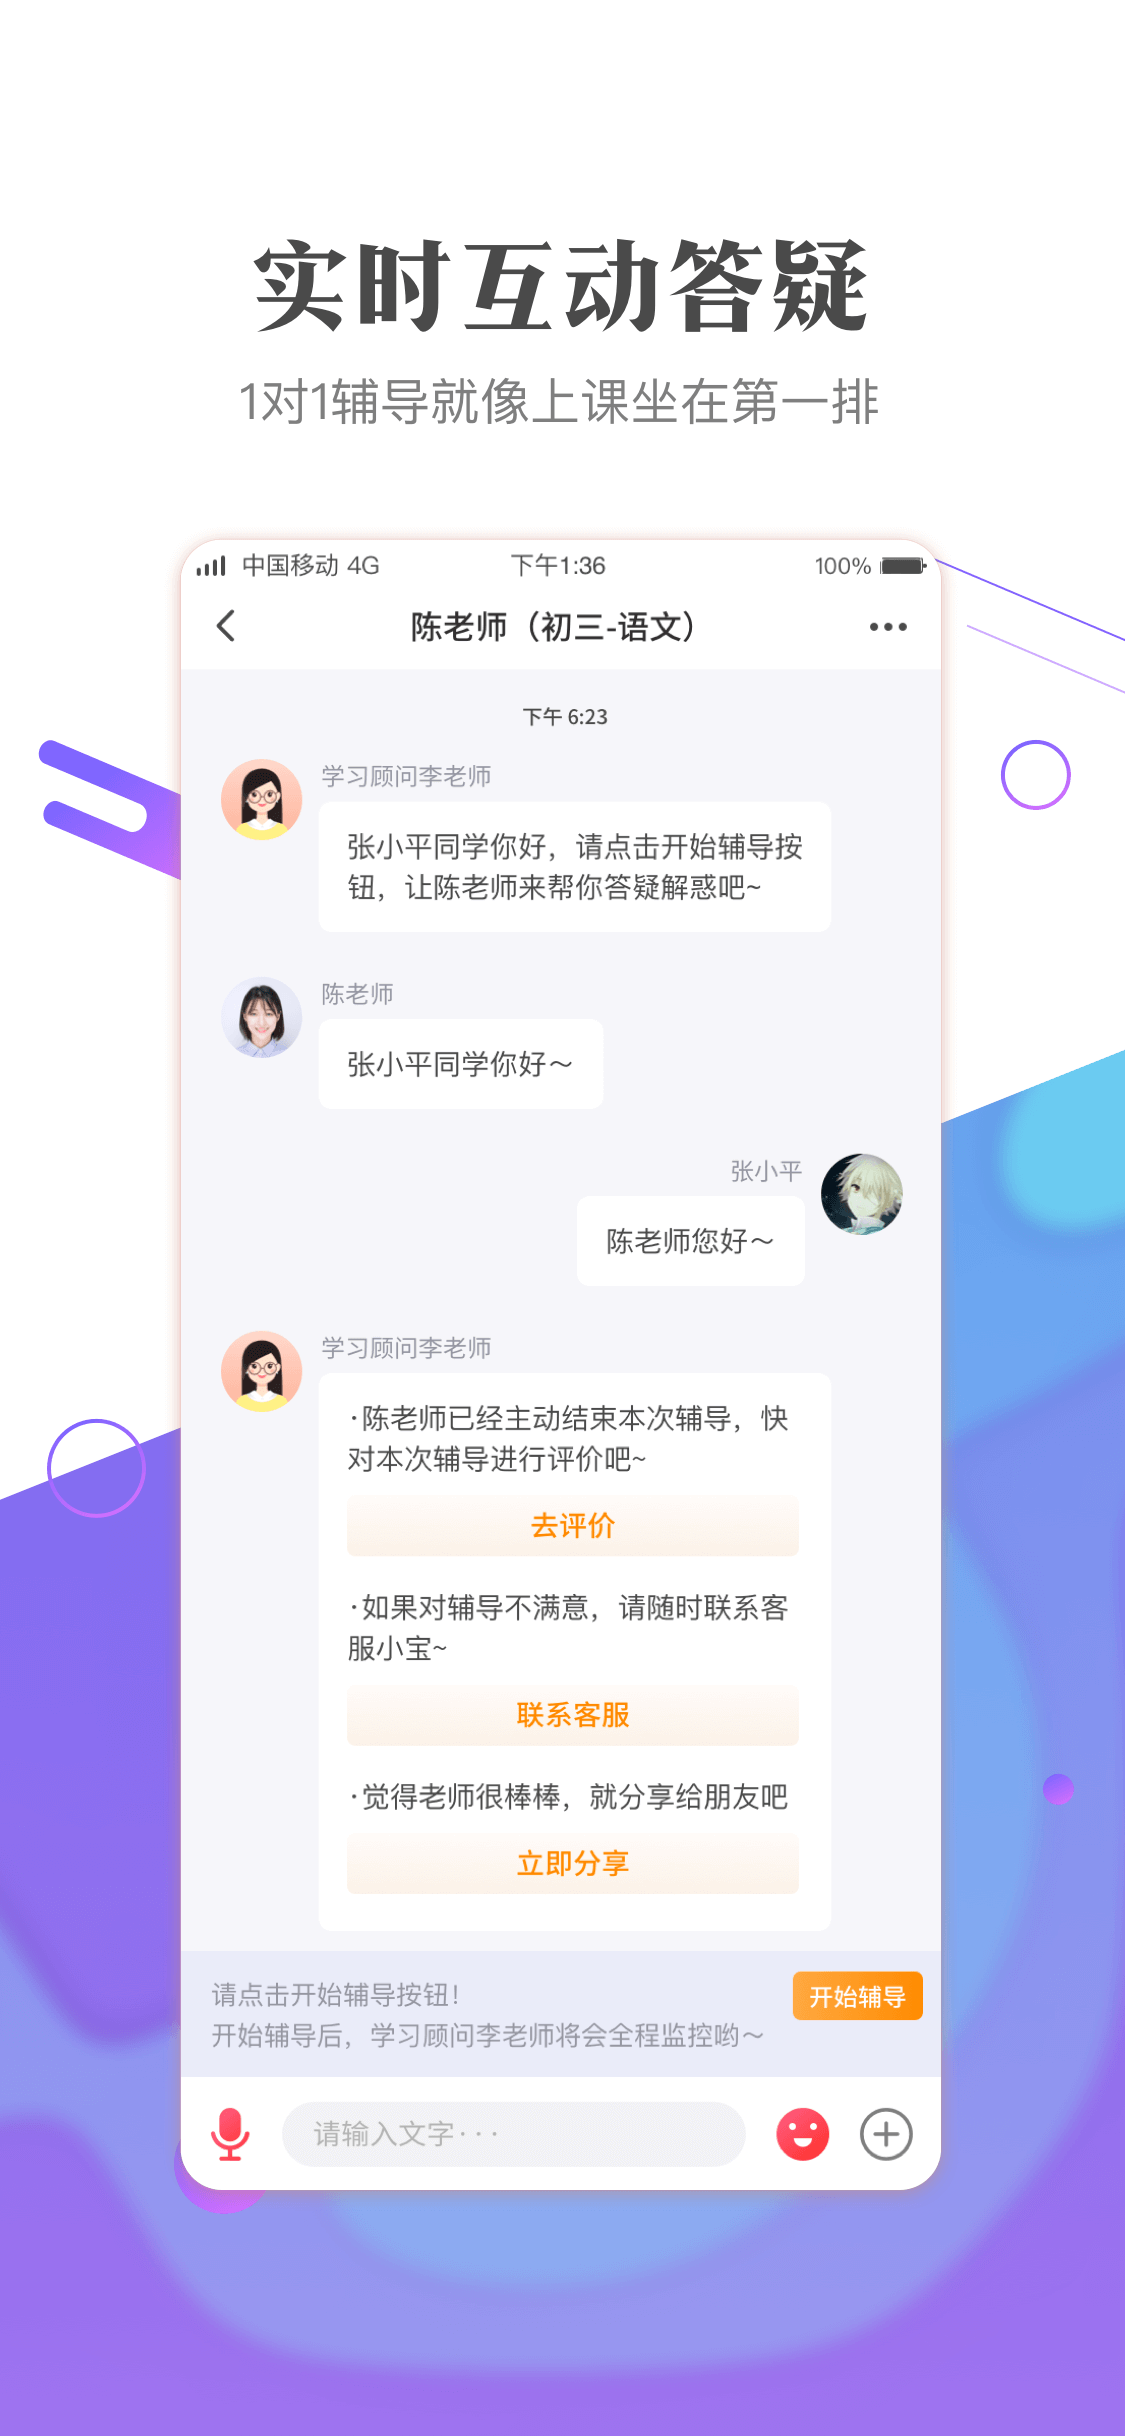 实时互动答疑
1对1辅导就像上课坐在第一排
中国移动 4G 下午1:36 100%
陈老师（初三-语文）
下午 6:23
学习顾问李老师
张小平同学你好，请点击开始辅导按
钮，让陈老师来帮你答疑解惑吧~
陈老师
张小平同学你好～
张小平
陈老师您好～
学习顾问李老师
·陈老师已经主动结束本次辅导，快
对本次辅导进行评价吧~
去评价
·如果对辅导不满意，请随时联系客
服小宝~
联系客服
·觉得老师很棒棒，就分享给朋友吧
立即分享
请点击开始辅导按钮！
开始辅导
开始辅导后，学习顾问李老师将会全程监控哟～
请输入文字···